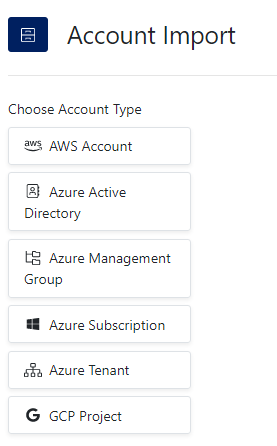 Account Import
Choose Account Type
aws AWS Account
Azure Active
Directory
Azure Management
Group
Azure Subscription
Azure Tenant
G GCP Project